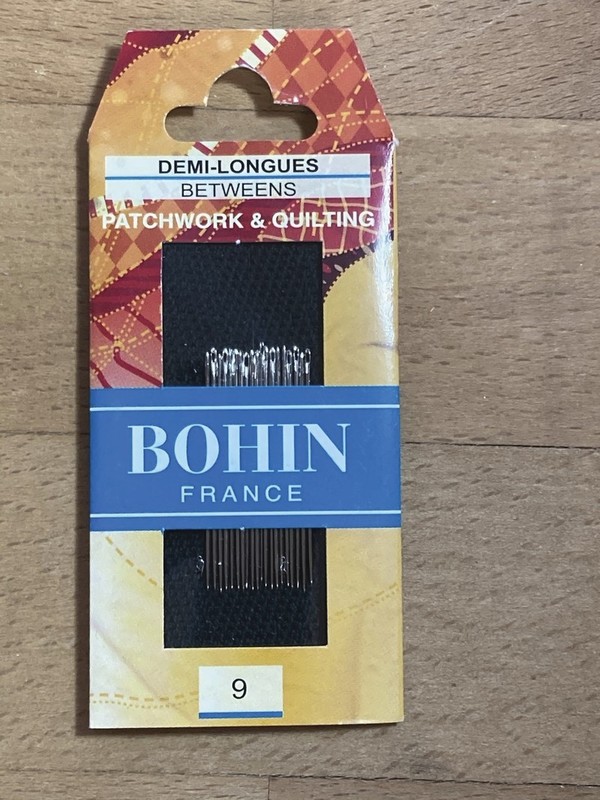 DEMI-LONGUES
BETWEENS
PATCHWORK & QUILTING
BOHIN
FRANCE
9